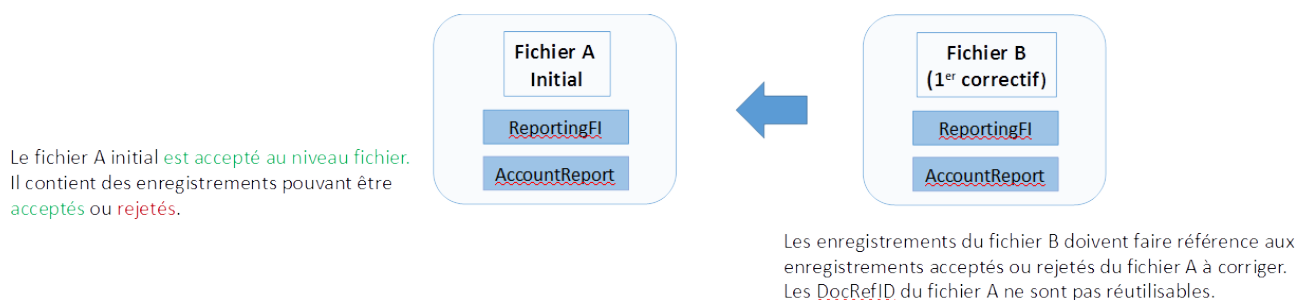 Fichier A
Initial
ReportingFI
AccountReport
Fichier B
(1er correctif)
ReportingFI
AccountReport
Le fichier A initial est accepté au niveau fichier.
Il contient des enregistrements pouvant être
acceptés ou rejetés.
Les enregistrements du fichier B doivent faire référence aux
enregistrements acceptés ou rejetés du fichier A à corriger.
Les DocRefID du fichier A ne sont pas réutilisables.